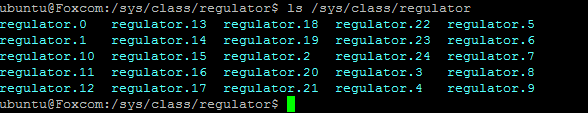 ubuntu@Foxcom:/sys/class/regulator$ ls /sys/class/regulator
regulator.0 regulator.13 regulator.18 regulator.22 regulator.5
regulator.1 regulator.14 regulator.19 regulator.23 regulator.6
regulator.10 regulator.15 regulator.2 regulator.24 regulator.7
regulator.11 regulator.16 regulator.20 regulator.3 regulator.8
regulator.12 regulator.17 regulator.21 regulator.4 regulator.9
ubuntu@Foxcom:/sys/class/regulator$